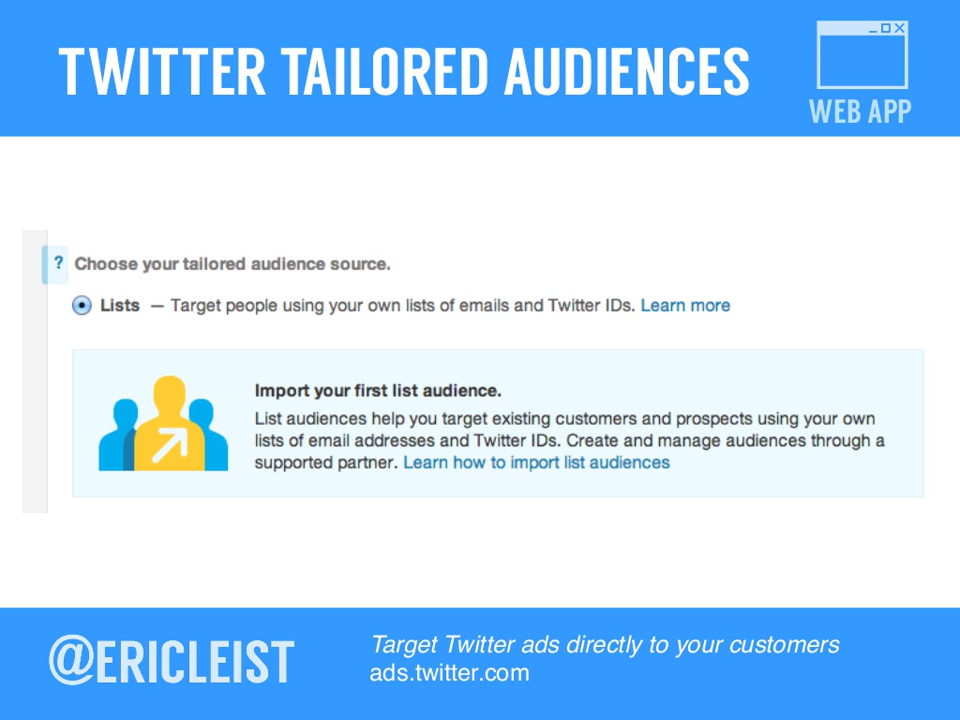 TWITTER TAILORED AUDIENCES
WEB APP
? Choose your tailored audience source.
Lists — Target people using your own lists of emails and Twitter IDs. Learn more
Import your first list audience.
List audiences help you target existing customers and prospects using your own
lists of email addresses and Twitter IDs. Create and manage audiences through a
supported partner. Learn how to import list audiences
@ERICLEIST
Target Twitter ads directly to your customers
ads.twitter.com